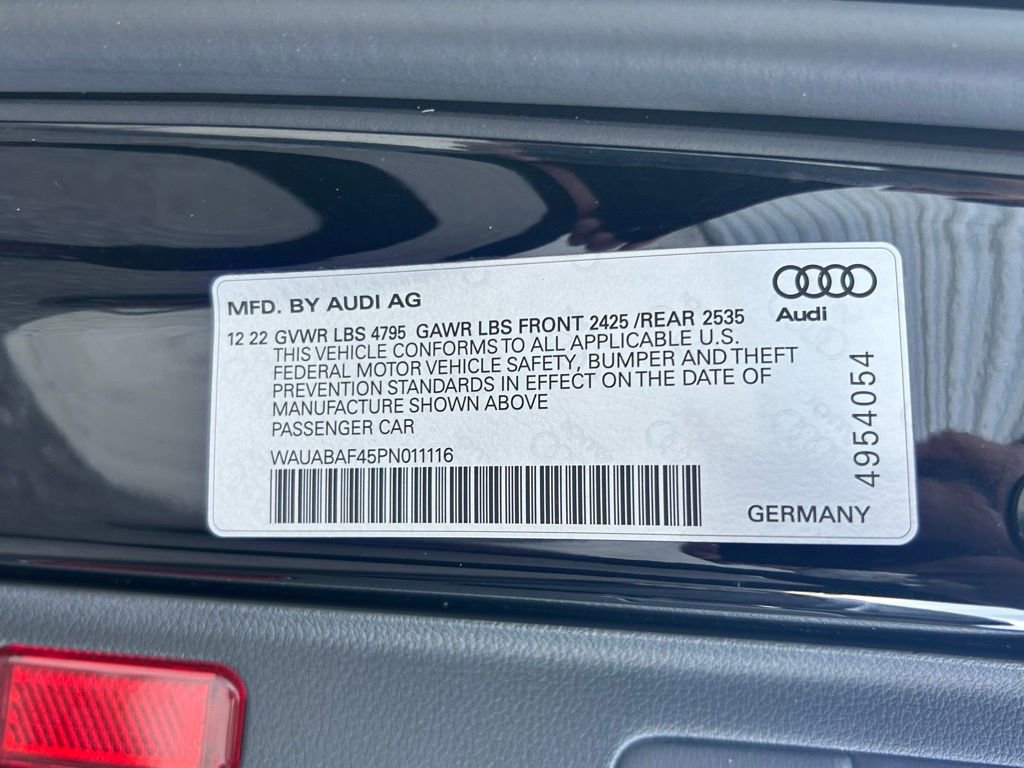 MFD. BY AUDI AG
Audi
12 22 GVWR LBS 4795 GAWR LBS FRONT 2425 /REAR 2535
THIS VEHICLE CONFORMS TO ALL APPLICABLE U.S.
FEDERAL MOTOR VEHICLE SAFETY, BUMPER AND THEFT
PREVENTION STANDARDS IN EFFECT ON THE DATE OF
MANUFACTURE SHOWN ABOVE
PASSENGER CAR
WAUABAF45PN011116
4954054
GERMANY